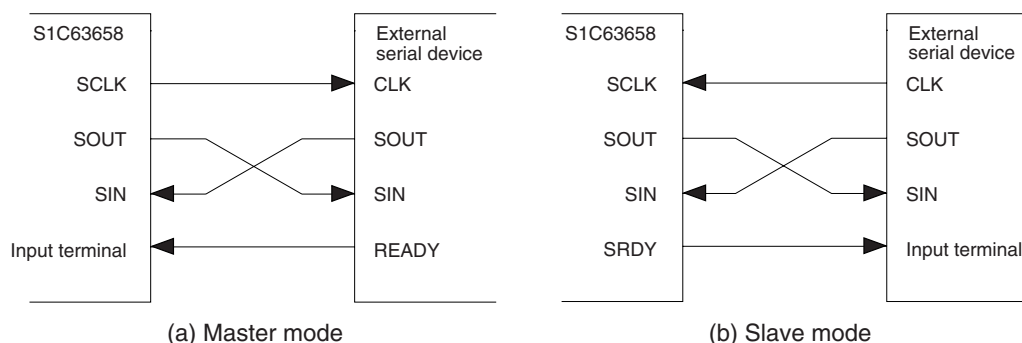 S1C63658
SCLK
SOUT
SIN
Input terminal
External
serial device
CLK
SOUT
SIN
READY
(a) Master mode
S1C63658
SCLK
SOUT
SIN
SRDY
External
serial device
CLK
SOUT
SIN
Input terminal
(b) Slave mode